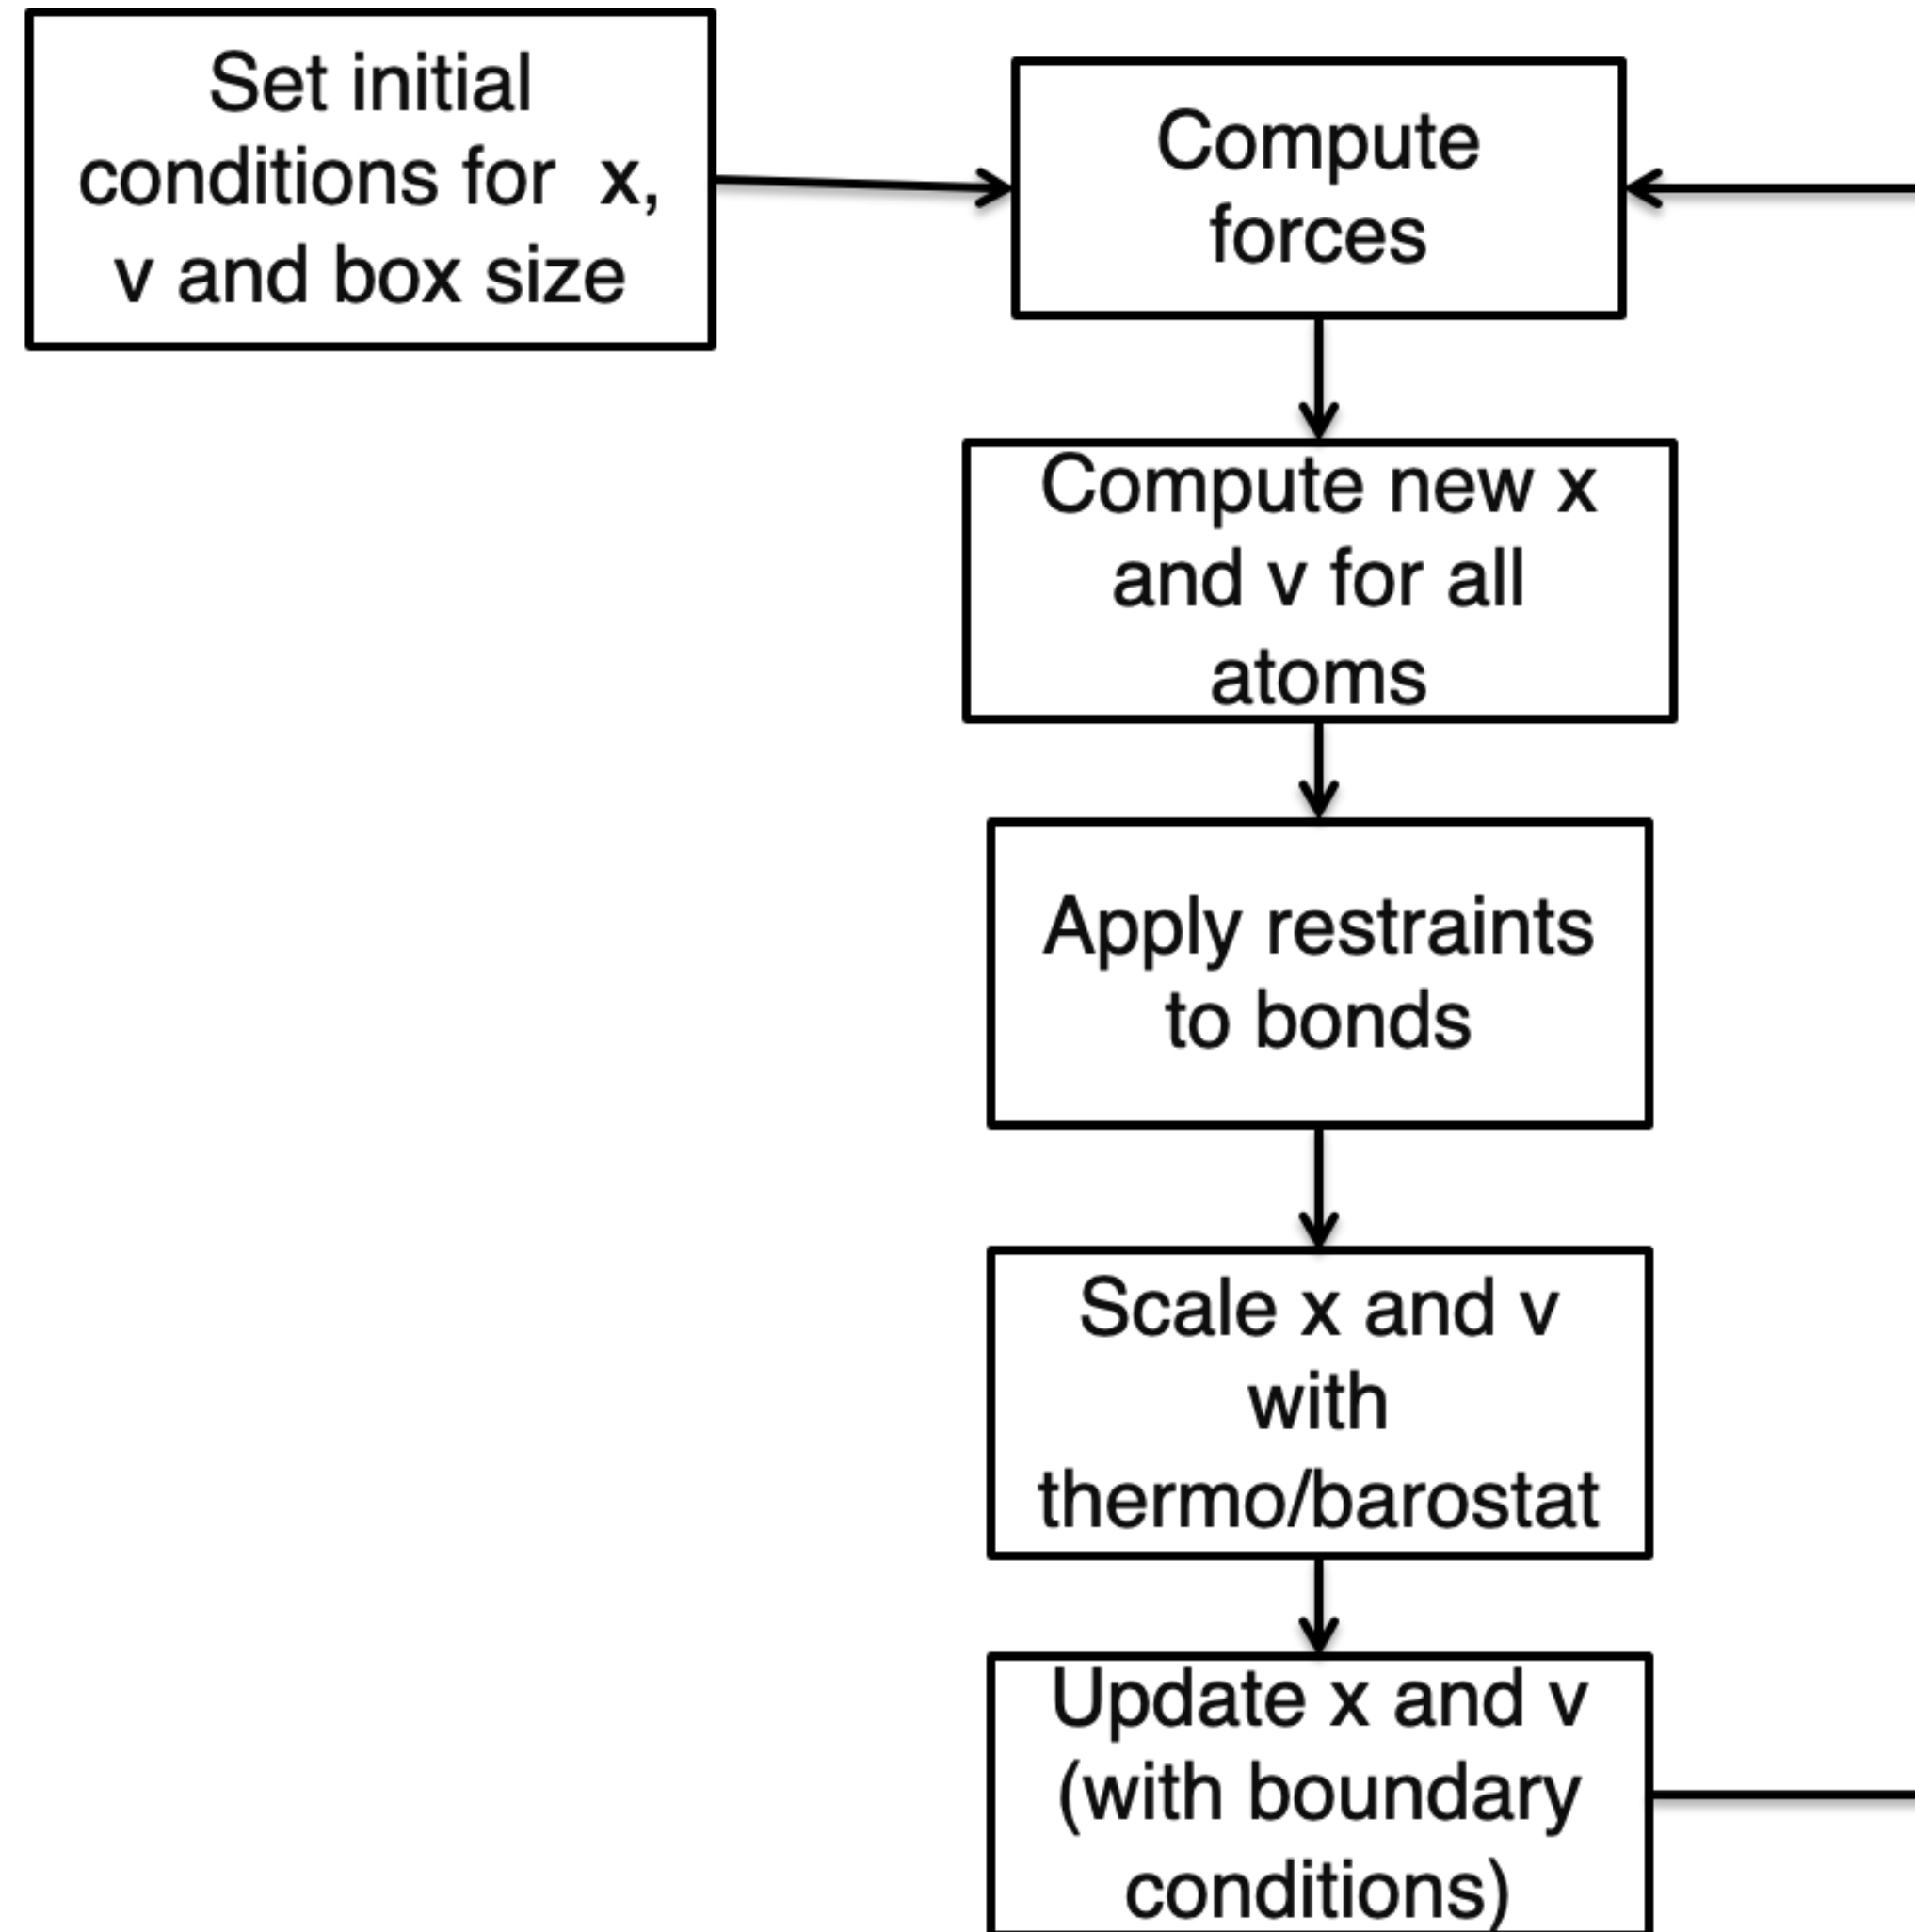 Set initial
conditions for  x,
v and box size
Compute
forces
Compute new x
and v for all
atoms
Apply restraints
to bonds
Scale x and v
with
thermo/barostat
Update x and v
(with boundary
conditions)